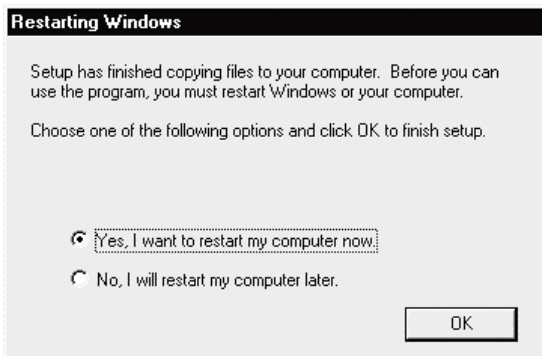 Restarting Windows
Setup has finished copying files to your computer. Before you can
use the program, you must restart Windows or your computer.
Choose one of the following options and click OK to finish setup.
Yes, I want to restart my computer now.
No, I will restart my computer later.
OK